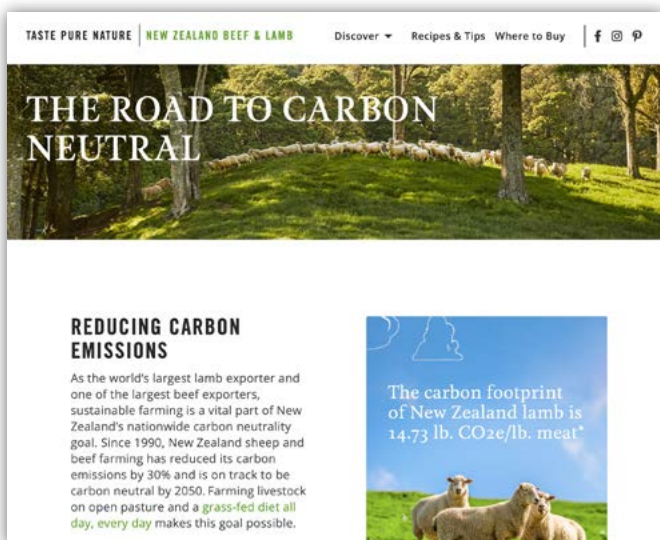 TASTE PURE NATURE NEW ZEALAND BEEF & LAMB Discover Recipes & Tips Where to Buy
THE ROAD TO CARBON
NEUTRAL
REDUCING CARBON
EMISSIONS
As the world's largest lamb exporter and
one of the largest beef exporters,
sustainable farming is a vital part of New
Zealand's nationwide carbon neutrality
goal. Since 1990, New Zealand sheep and
beef farming has reduced its carbon
emissions by 30% and is on track to be
carbon neutral by 2050. Farming livestock
on open pasture and a grass-fed diet all
day, every day makes this goal possible.
The carbon footprint
of New Zealand lamb is
14.73 lb. CO2e/lb. meat*